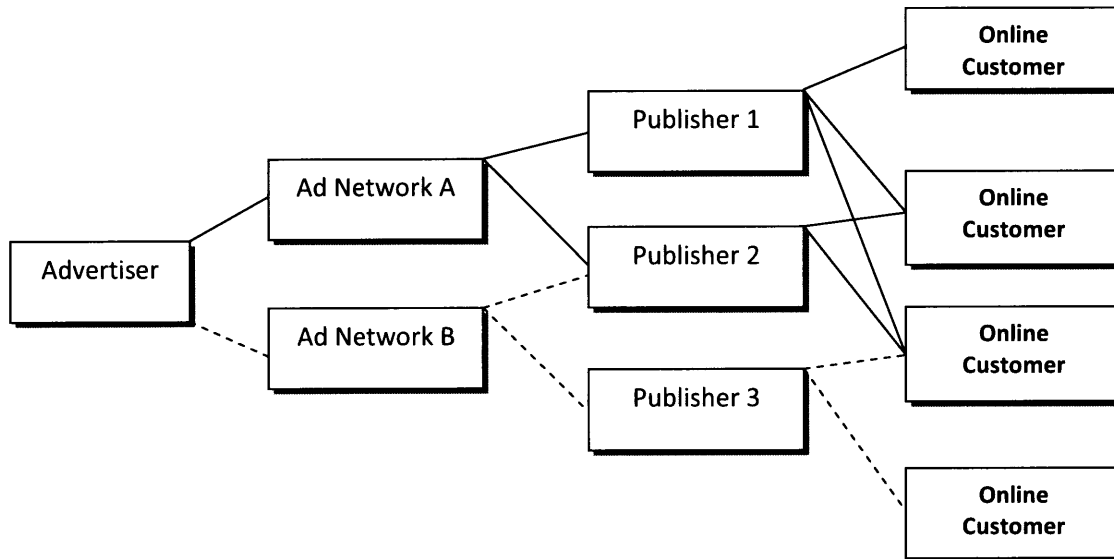 Advertiser
Ad Network A
Ad Network B
Publisher 1
Publisher 2
Publisher 3
Online
Customer
Online
Customer
Online
Customer
Online
Customer